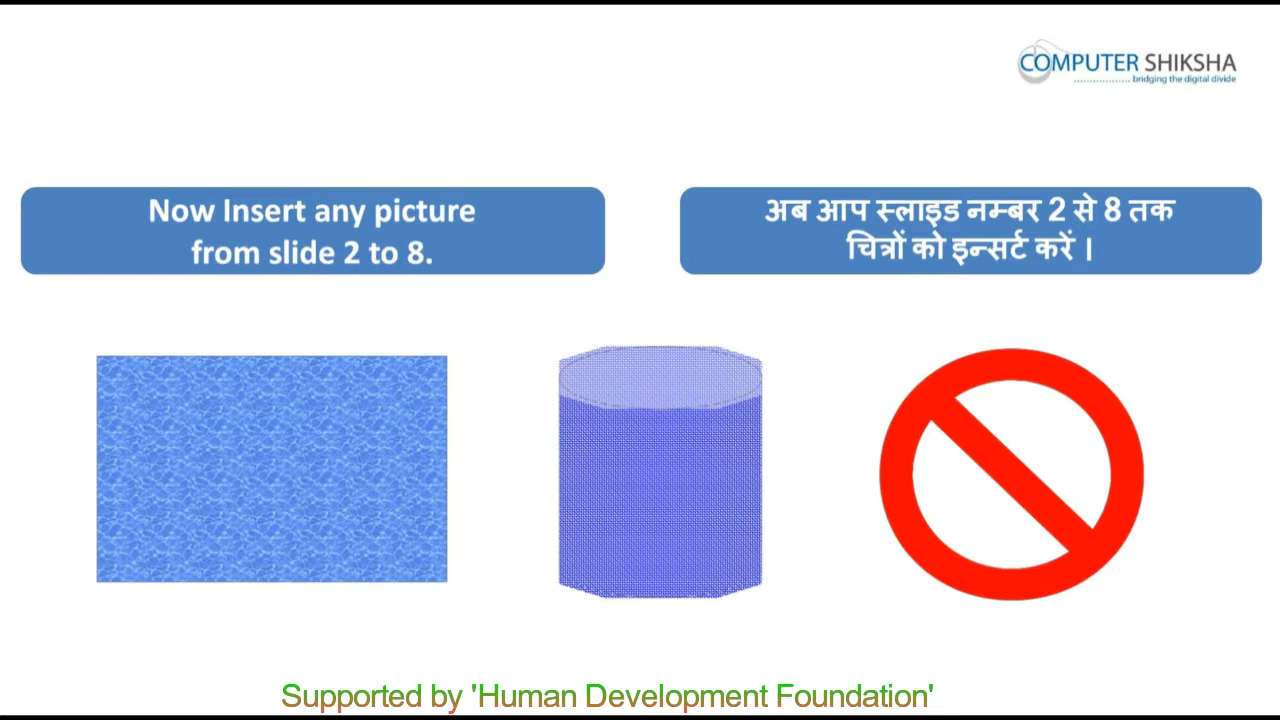 COMPUTER SHIKSHA
bridging the digital divide
Now Insert any picture
from slide 2 to 8.
अब आप स्लाइड नम्बर 2 से 8 तक
चित्रों को इन्सर्ट करें ।
Supported by 'Human Development Foundation'